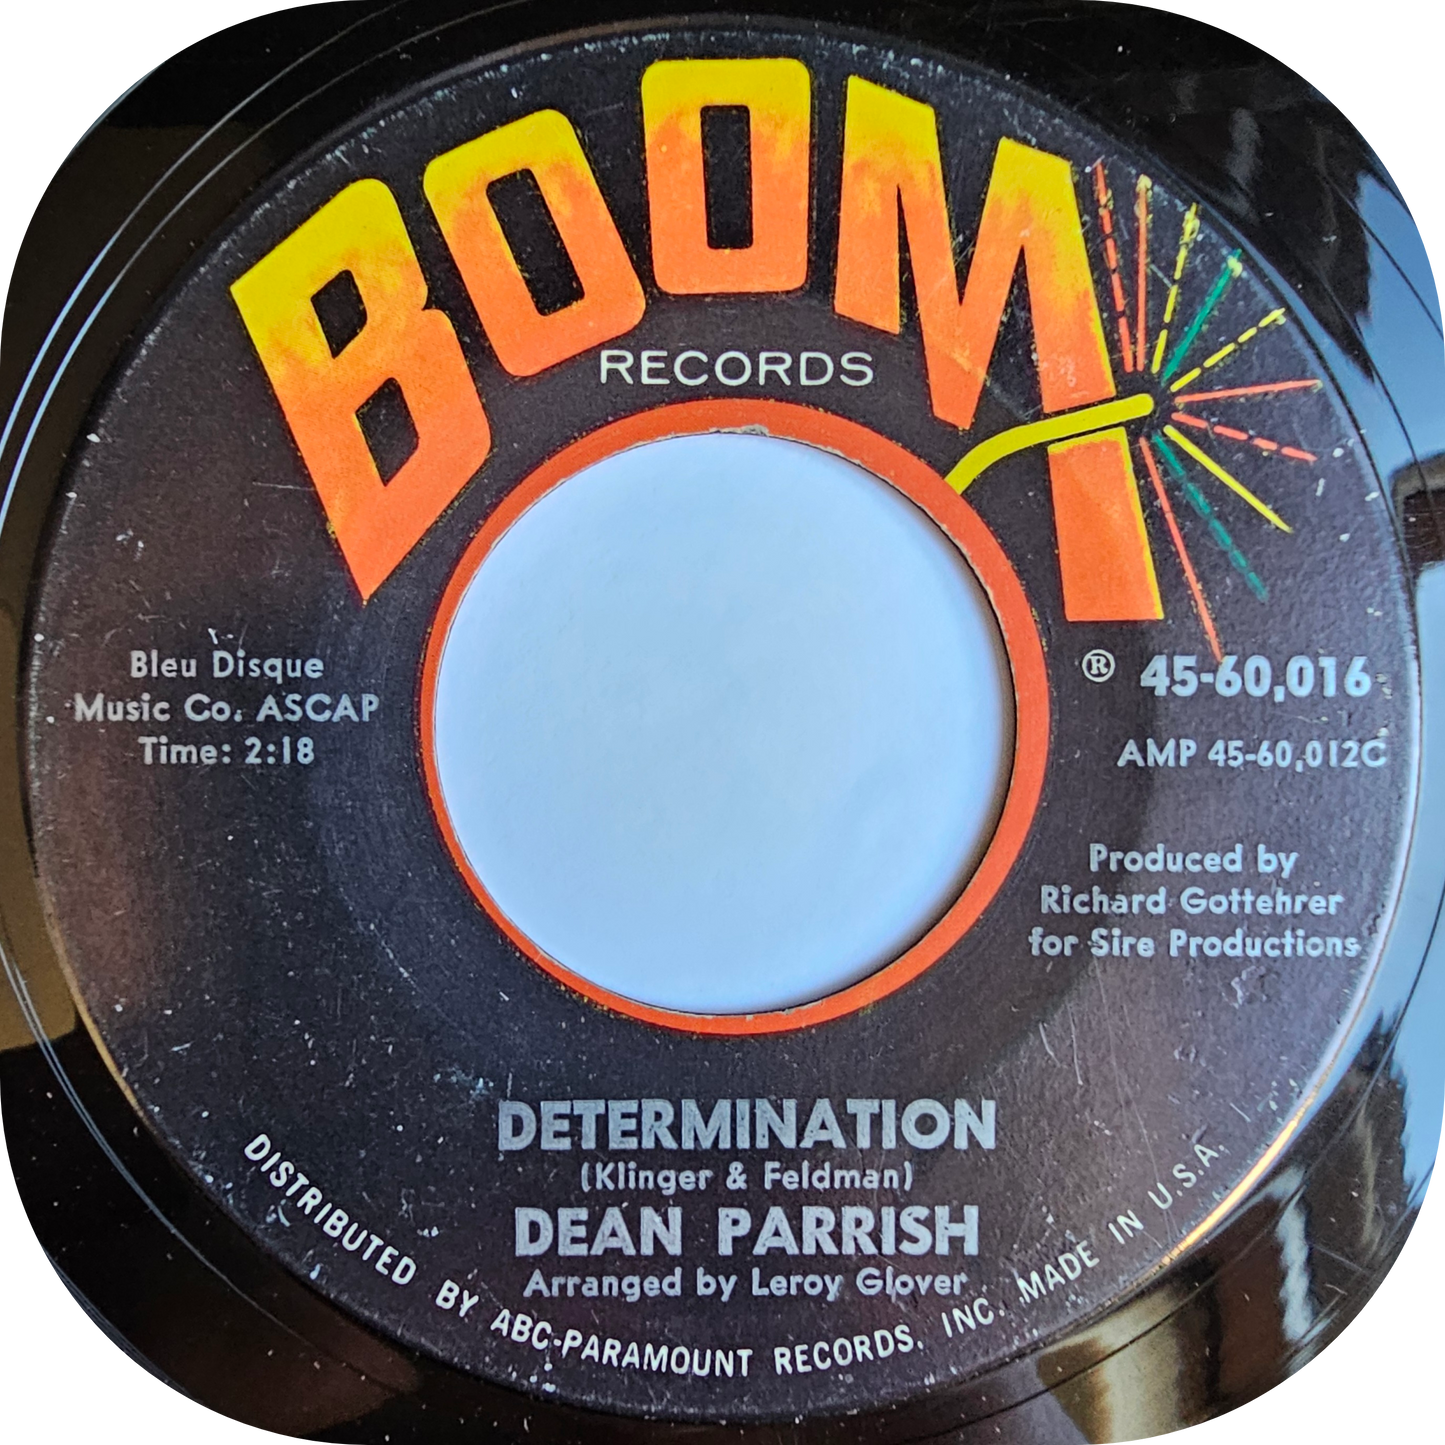 BOOM
RECORDS
Bleu Disque
Music Co. ASCAP
Time: 2:18
® 45-60,016
AMP 45-60,012C
Produced by
Richard Gottehrer
for Sire Productions
DETERMINATION
(Klinger & Feldman)
DEAN PARRISH
Arranged by Leroy Glover
DISTRIBUTED BY ABC-PARAMOUNT RECORDS, INC. MADE IN U.S.A.